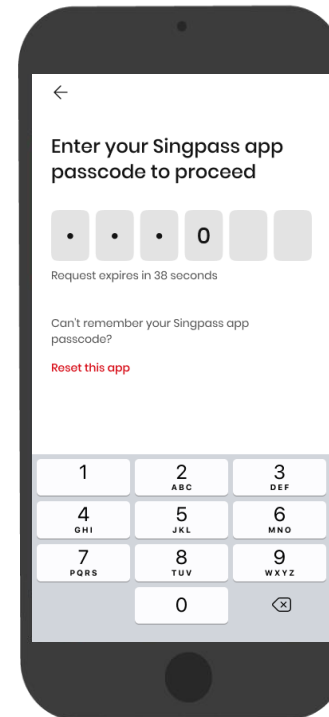 Enter your Singpass app
passcode to proceed
• • • 0
Request expires in 38 seconds
Can't remember your Singpass app
passcode?
Reset this app
1 2 3
ABC DEF
4 5 6
GHI JKL MNO
7 8 9
PQRS TUV WXYZ
0